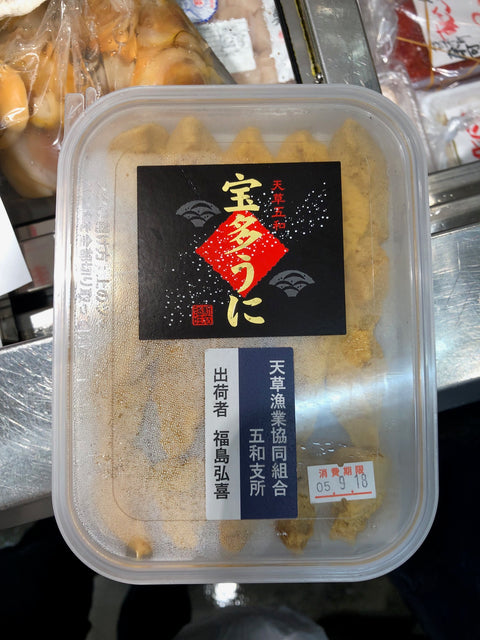 天草五和
宝多うに
天草漁業協同組合
五和支所
出荷者 福島弘喜
消費期限
05.9.18